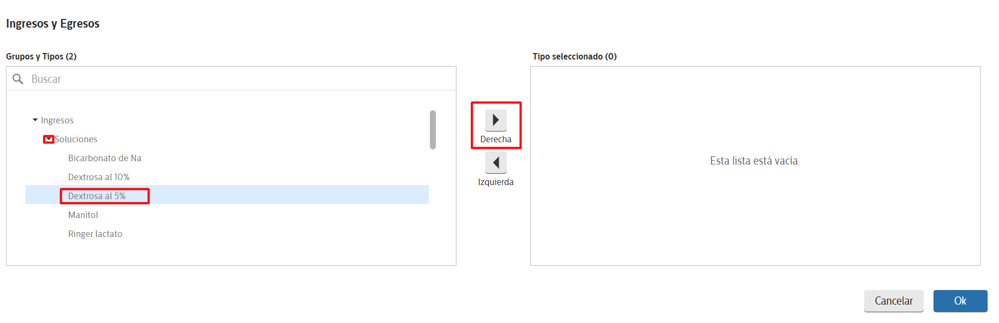 Ingresos y Egresos
Grupos y Tipos (2)
Buscar
Ingresos
Soluciones
Bicarbonato de Na
Dextrosa al 10%
Dextrosa al 5%
Manitol
Ringer lactato
Derecha
Izquierda
Tipo seleccionado (0)
Esta lista está vacía.
Cancelar
Ok